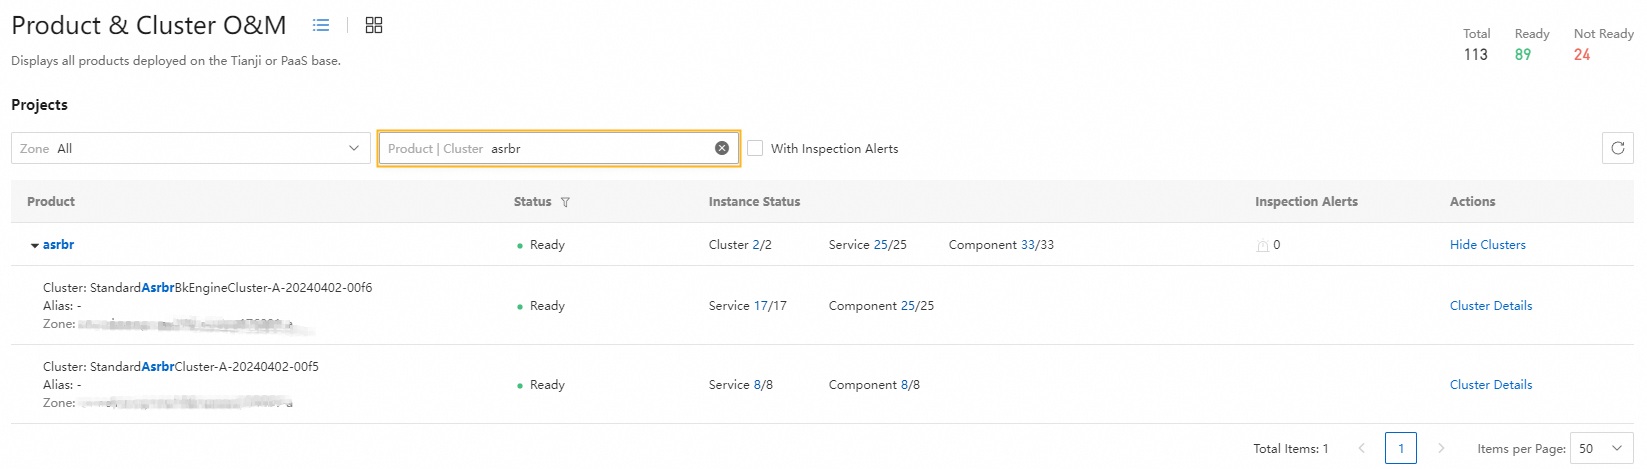 Product & Cluster O&M
Total Ready Not Ready
113 89 24
Displays all products deployed on the Tianji or PaaS base.
Projects
Zone All Product | Cluster asrbr With Inspection Alerts
Product Status Instance Status Inspection Alerts Actions
asrbr Ready Cluster 2/2 Service 25/25 Component 33/33 0 Hide Clusters
Cluster: StandardAsrbrBkEngineCluster-A-20240402-00f6
Alias: - Ready Service 17/17 Component 25/25 Cluster Details
Zone:
Cluster: StandardAsrbrCluster-A-20240402-00f5
Alias: - Ready Service 8/8 Component 8/8 Cluster Details
Zone:
Total Items: 1 1 Items per Page: 50